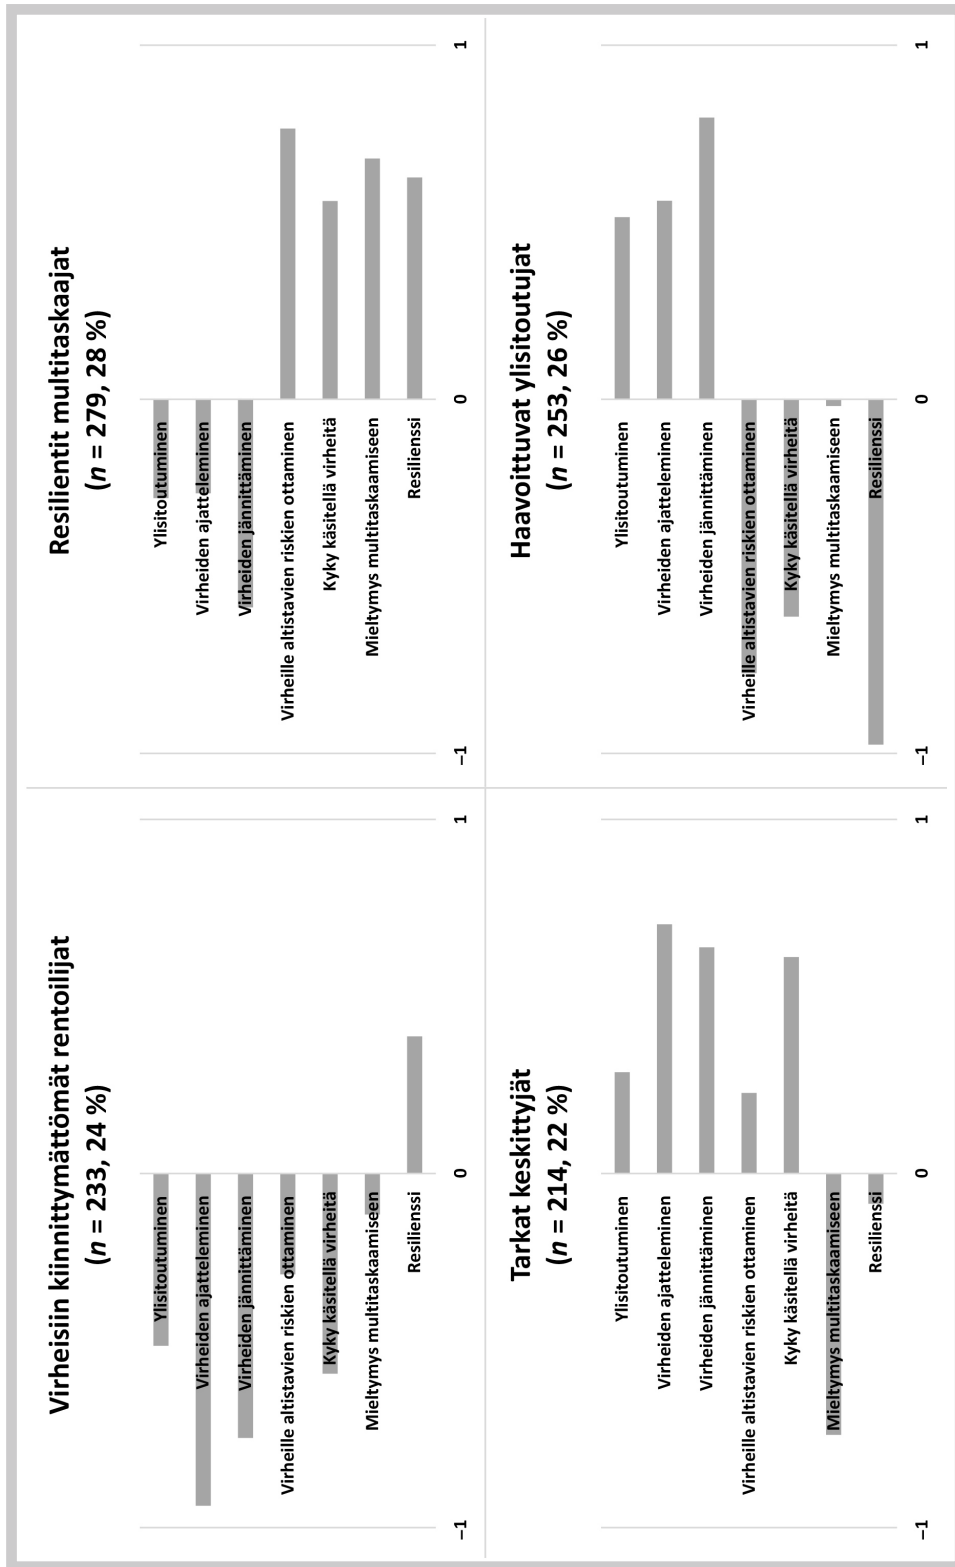 Virheisiin kiinnittymättömät rentoilijat
(n = 233, 24 %)
Ylisitoutuminen
Virheiden ajatteleminen
Virheiden jännittäminen
Virheille altistavien riskien ottaminen
Kyky käsitellä virheitä
Mieltymys multitaskaamiseen
Resilienssi
−1
0
1
Resilientit multitaskaajat
(n = 279, 28 %)
Ylisitoutuminen
Virheiden ajatteleminen
Virheiden jännittäminen
Virheille altistavien riskien ottaminen
Kyky käsitellä virheitä
Mieltymys multitaskaamiseen
Resilienssi
−1
0
1
Tarkat keskittyjät
(n = 214, 22 %)
Ylisitoutuminen
Virheiden ajatteleminen
Virheiden jännittäminen
Virheille altistavien riskien ottaminen
Kyky käsitellä virheitä
Mieltymys multitaskaamiseen
Resilienssi
−1
0
1
Haavoittuvat ylisitoutujat
(n = 253, 26 %)
Ylisitoutuminen
Virheiden ajatteleminen
Virheiden jännittäminen
Virheille altistavien riskien ottaminen
Kyky käsitellä virheitä
Mieltymys multitaskaamiseen
Resilienssi
−1
0
1